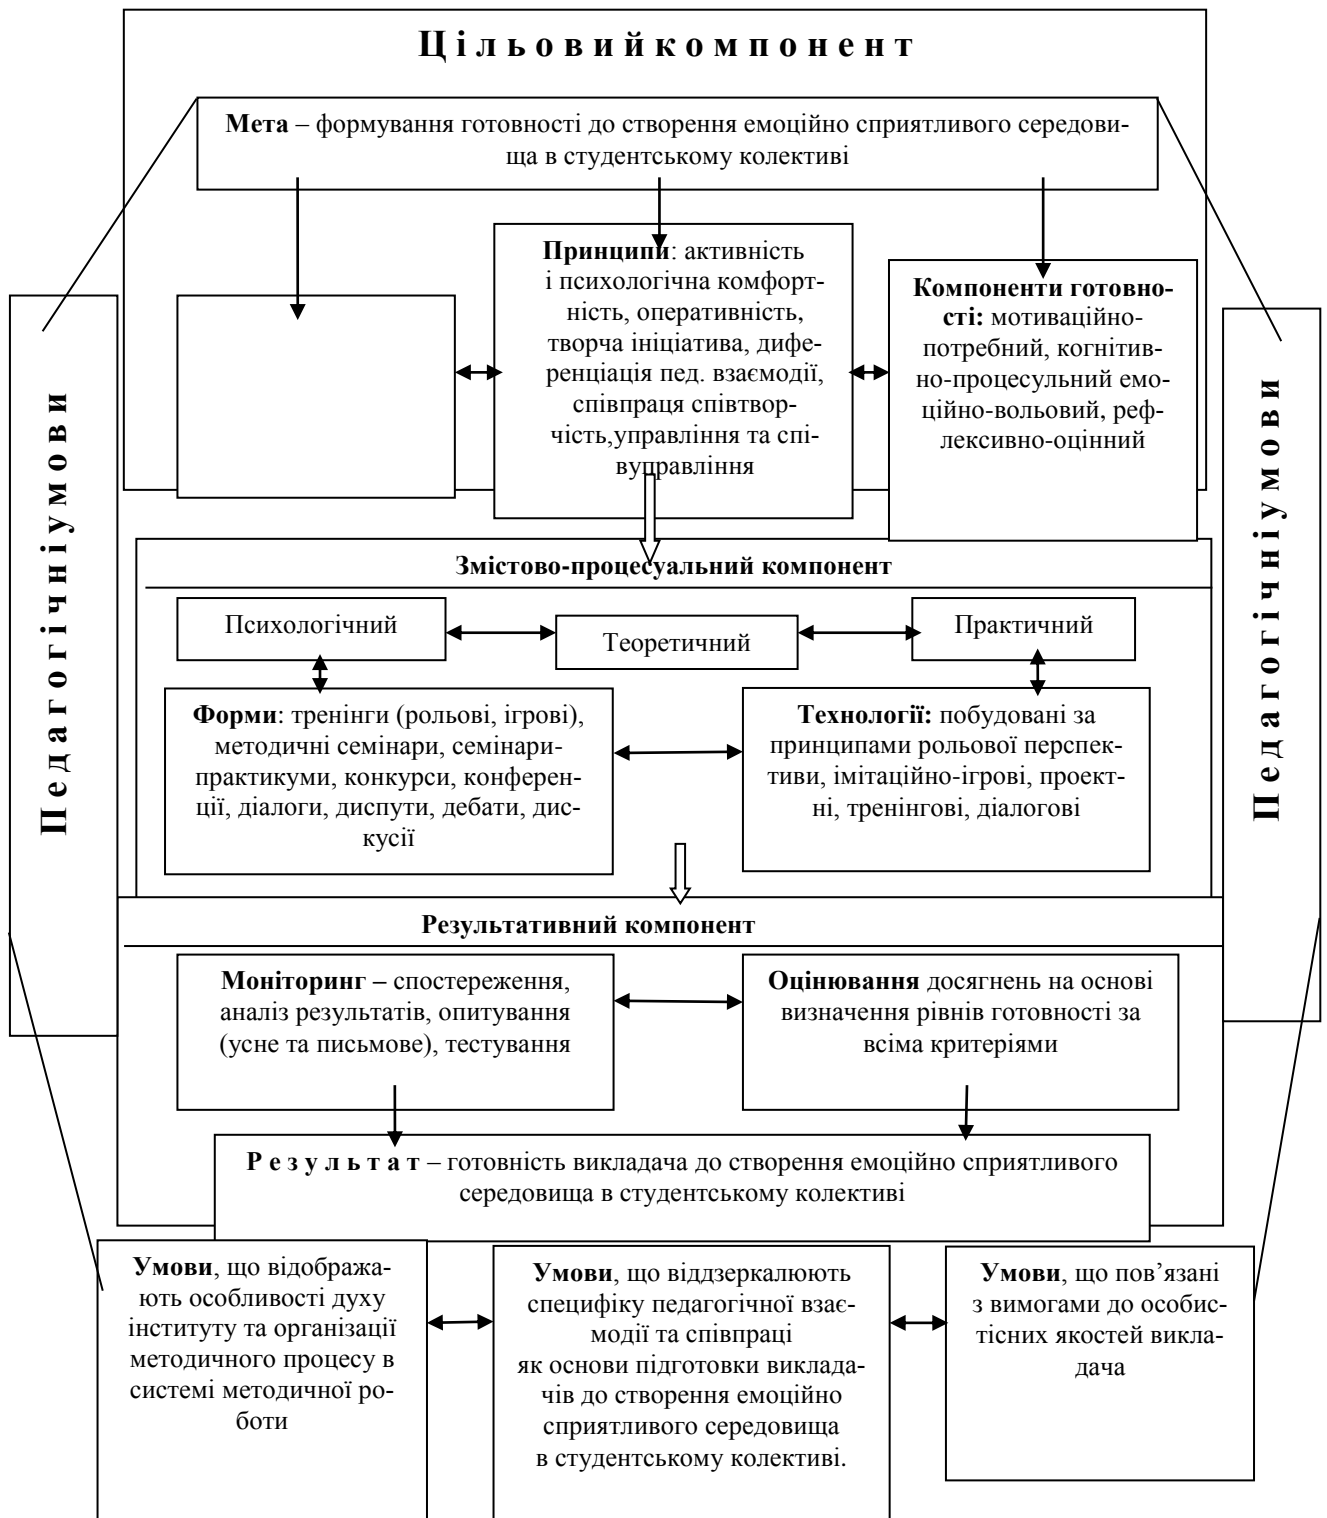 Ц і л ь о в и й к о м п о н е н т
Мета – формування готовності до створення емоційно сприятливого середови-
ща в студентському колективі
Принципи: активність
і психологічна комфорт-
ність, оперативність,
творча ініціатива, дифе-
ренціація пед. взаємодії,
співпраця співтвор-
чість,управління та спі-
вуправління
Компоненти готовно-
сті: мотиваційно-
потребний, когнітив-
но-процесульний емо-
ційно-вольовий, реф-
лексивно-оцінний
П е д а г о г і ч н і у м о в и
П е д а г о г і ч н і у м о в и
Змістово-процесуальний компонент
Психологічний
Теоретичний
Практичний
Форми: тренінги (рольові, ігрові),
методичні семінари, семінари-
практикуми, конкурси, конферен-
ції, діалоги, диспути, дебати, дис-
кусії
Технології: побудовані за
принципами рольової перспек-
тиви, імітаційно-ігрові, проект-
ні, тренінгові, діалогові
Результативний компонент
Моніторинг – спостереження,
аналіз результатів, опитування
(усне та письмове), тестування
Оцінювання досягнень на основі
визначення рівнів готовності за
всіма критеріями
Р е з у л ь т а т – готовність викладача до створення емоційно сприятливого
середовища в студентському колективі
Умови, що відобража-
ють особливості духу
інституту та організації
методичного процесу в
системі методичної ро-
боти
Умови, що віддзеркалюють
специфіку педагогічної взає-
модії та співпраці
як основи підготовки виклада-
чів до створення емоційно
сприятливого середовища
в студентському колективі.
Умови, що пов’язані
з вимогами до особис-
тісних якостей викла-
дача